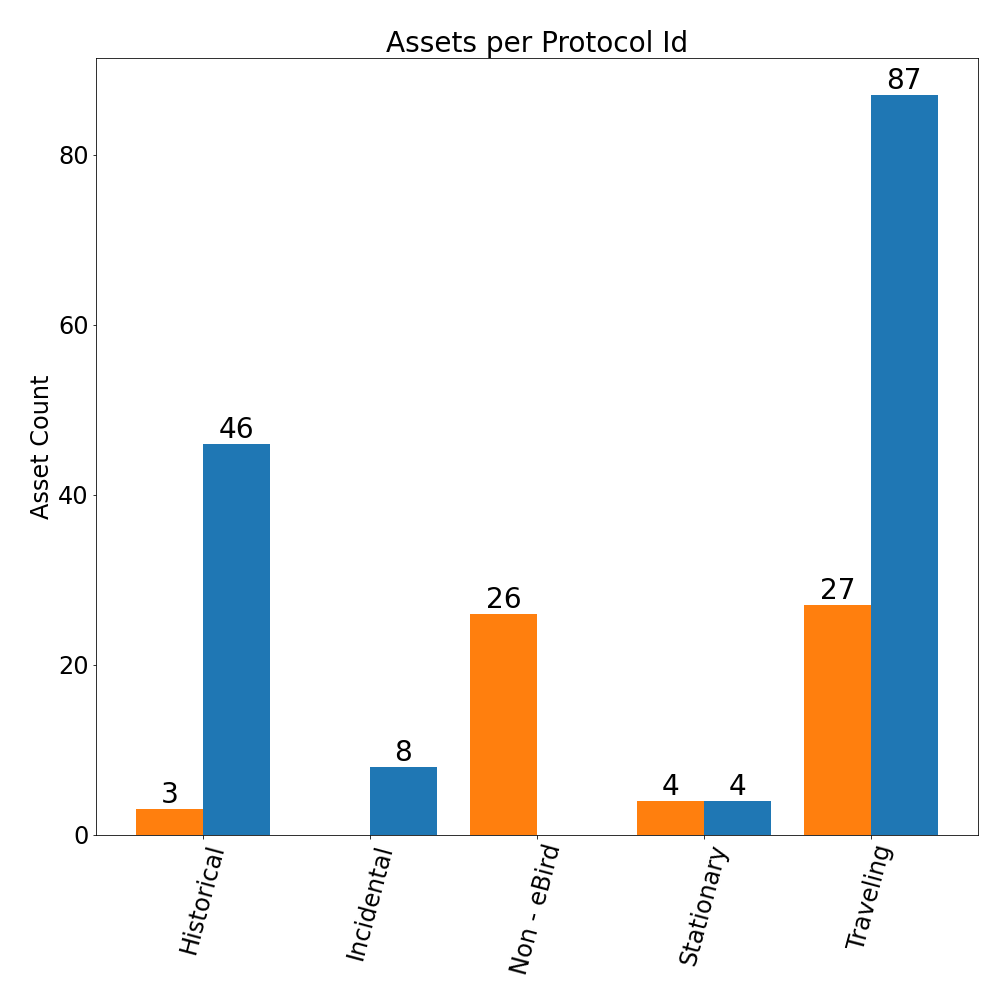 Assets per Protocol Id
87
80
60
Asset Count
46
40
26
27
20
8
3
4
4
0
Historical
Incidental
Non - eBird
Stationary
Traveling